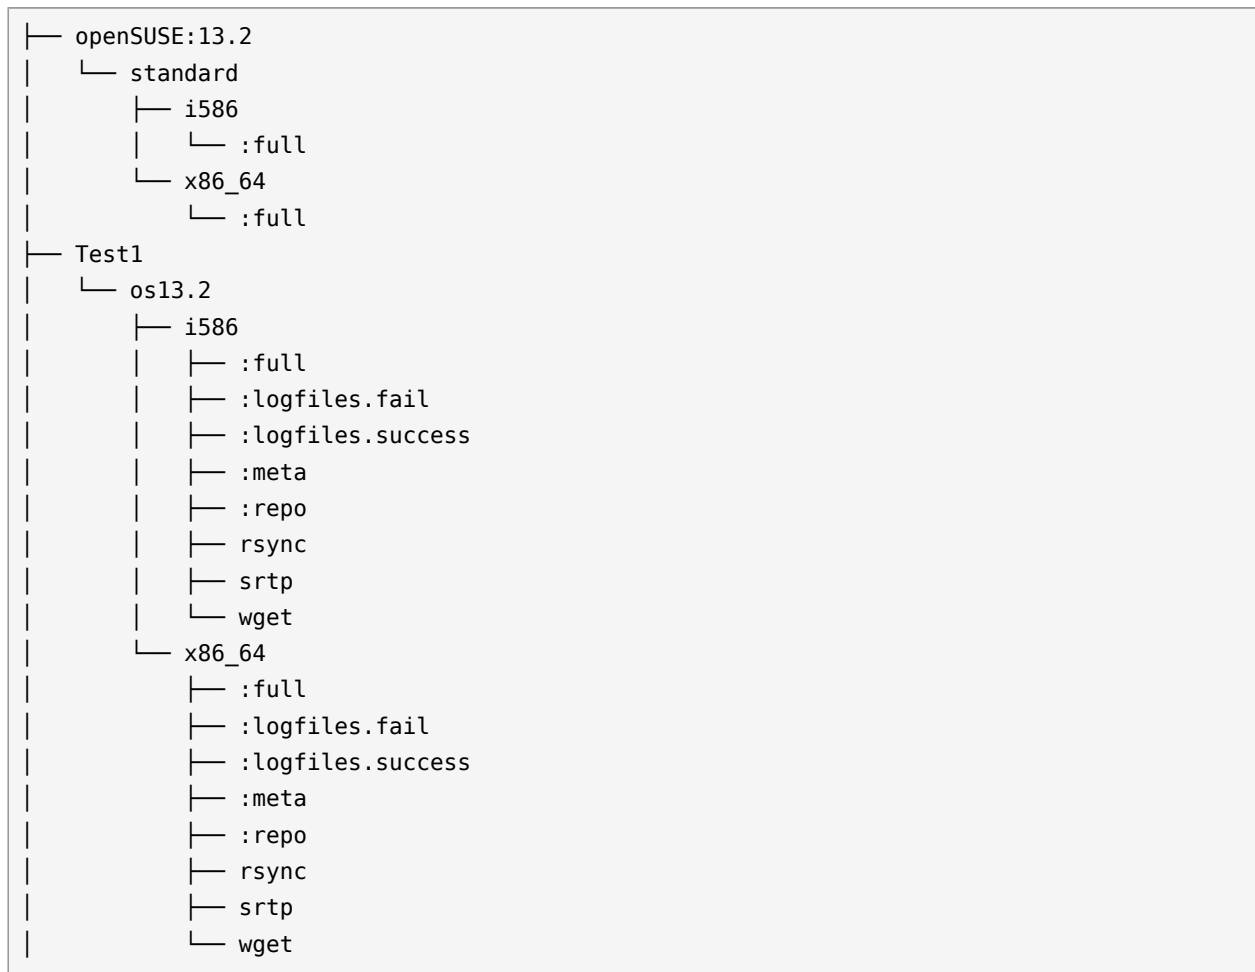 ├── openSUSE:13.2
│   └── standard
│       ├── i586
│       │   └── :full
│       └── x86_64
│           └── :full
├── Test1
│   └── os13.2
│       ├── i586
│       │   ├── :full
│       │   ├── :logfiles.fail
│       │   ├── :logfiles.success
│       │   ├── :meta
│       │   ├── :repo
│       │   ├── rsync
│       │   ├── srtp
│       │   └── wget
│       └── x86_64
│           ├── :full
│           ├── :logfiles.fail
│           ├── :logfiles.success
│           ├── :meta
│           ├── :repo
│           ├── rsync
│           ├── srtp
│           └── wget